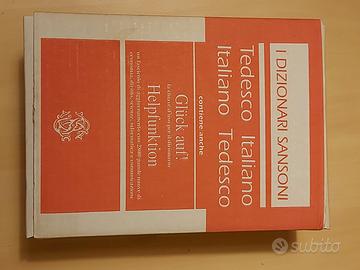 I DIZIONARI SANSONI
Tedesco Italiano
Italiano Tedesco
contiene anche
Glück auf!
Helpfunktion
subito